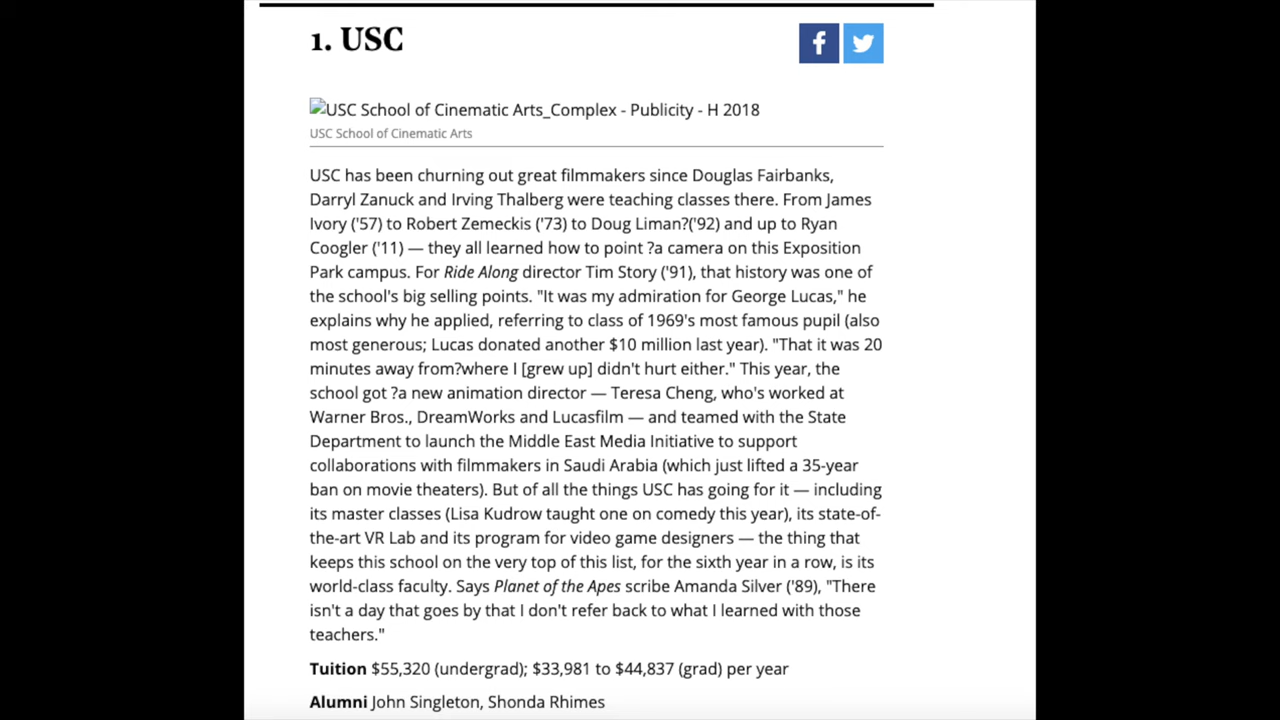 1. USC
USC School of Cinematic Arts_Complex - Publicity - H 2018
USC School of Cinematic Arts
USC has been churning out great filmmakers since Douglas Fairbanks,
Darryl Zanuck and Irving Thalberg were teaching classes there. From James
Ivory ('57) to Robert Zemeckis ('73) to Doug Liman?('92) and up to Ryan
Coogler ('11) — they all learned how to point ?a camera on this Exposition
Park campus. For Ride Along director Tim Story ('91), that history was one of
the school's big selling points. "It was my admiration for George Lucas," he
explains why he applied, referring to class of 1969's most famous pupil (also
most generous; Lucas donated another $10 million last year). "That it was 20
minutes away from?where I [grew up] didn't hurt either." This year, the
school got ?a new animation director — Teresa Cheng, who's worked at
Warner Bros., DreamWorks and Lucasfilm — and teamed with the State
Department to launch the Middle East Media Initiative to support
collaborations with filmmakers in Saudi Arabia (which just lifted a 35-year
ban on movie theaters). But of all the things USC has going for it — including
its master classes (Lisa Kudrow taught one on comedy this year), its state-of-
the-art VR Lab and its program for video game designers — the thing that
keeps this school on the very top of this list, for the sixth year in a row, is its
world-class faculty. Says Planet of the Apes scribe Amanda Silver ('89), "There
isn't a day that goes by that I don't refer back to what I learned with those
teachers."
Tuition $55,320 (undergrad); $33,981 to $44,837 (grad) per year
Alumni John Singleton, Shonda Rhimes